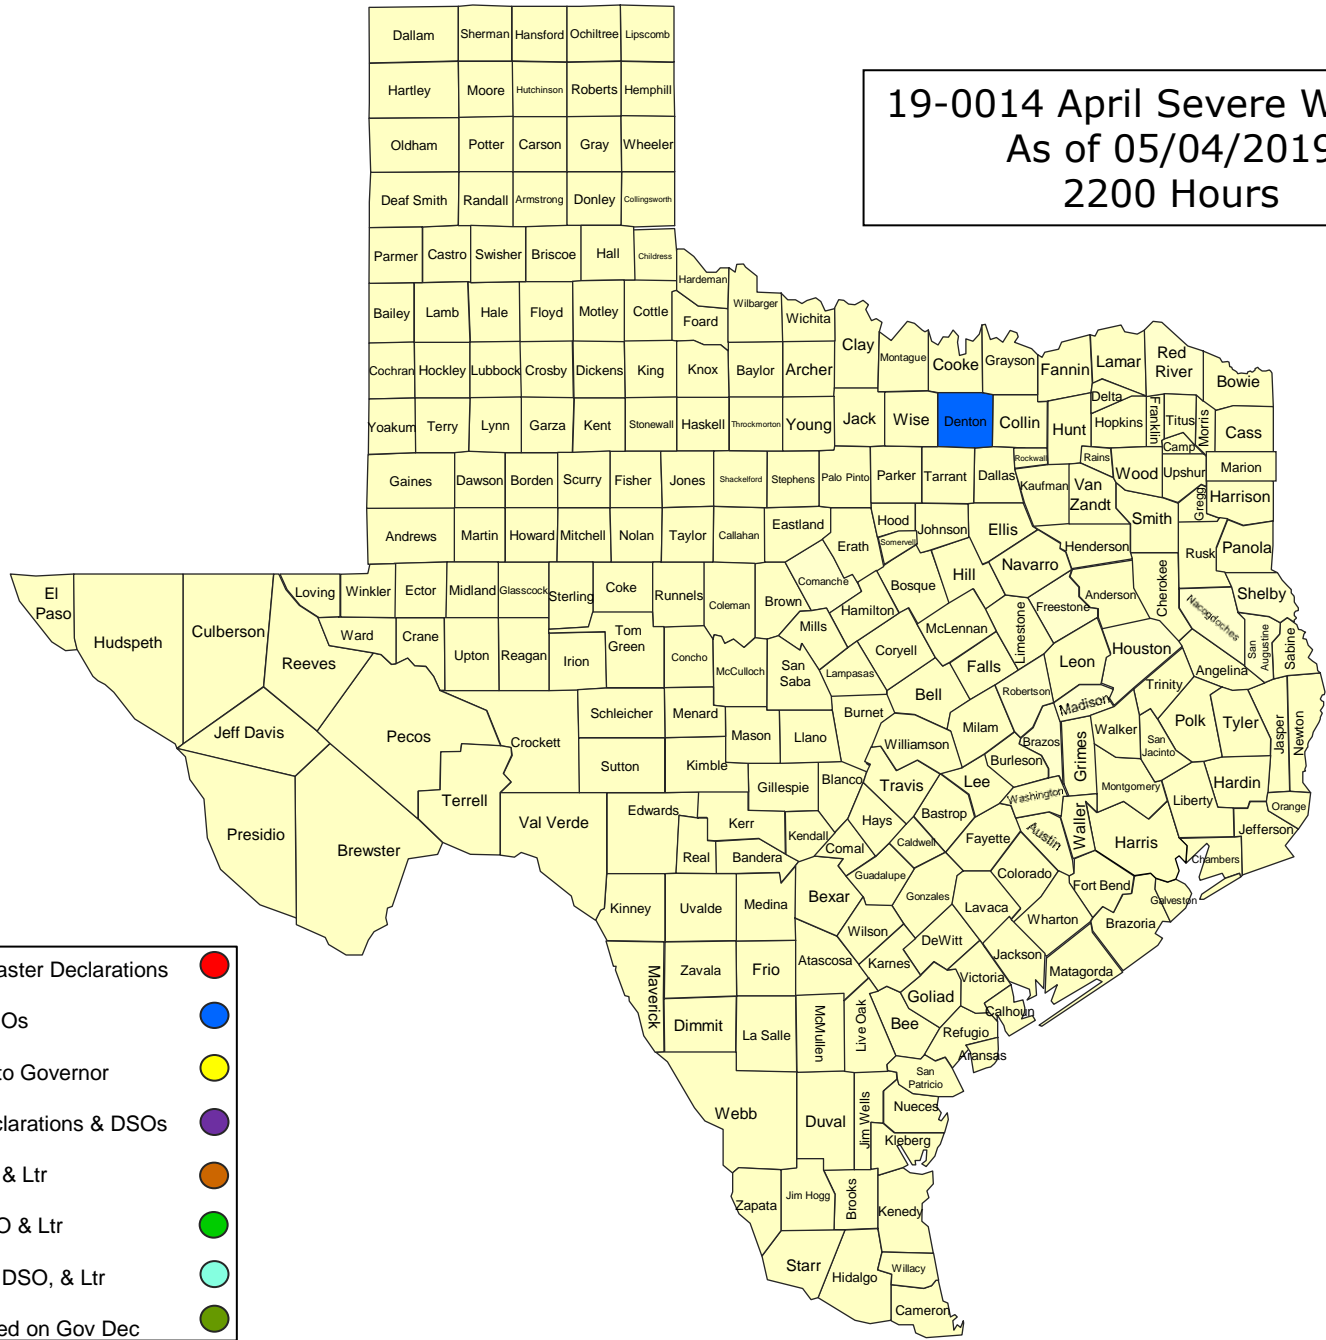 Dallam Sherman Hansford Ochiltree Lipscomb
Hartley Moore Hutchinson Roberts Hemphill
19-0014 April Severe W
As of 05/04/2019
2200 Hours
Oldham Potter Carson Gray Wheeler
Deaf Smith Randall Armstrong Donley Collingsworth
Parmer Castro Swisher Briscoe Hall Childress
Hardeman
Bailey Lamb Hale Floyd Motley Cottle Foard Wilbarger Wichita
Clay Montague Cooke Grayson Fannin Lamar Red
River
Bowie
Cochran Hockley Lubbock Crosby Dickens King Knox Baylor Archer
Delta
Yoakum Terry Lynn Garza Kent Stonewall Haskell Throckmorton Young Jack Wise Denton Collin Hunt Hopkins Franklin Titus Morris Cass
Camp
Gaines Dawson Borden Scurry Fisher Jones Shackelford Stephens Palo Pinto Parker Tarrant Dallas Rockwall Kaufman Rains Van
Zandt
Wood Upshur Marion
Gregg Harrison
Andrews Martin Howard Mitchell Nolan Taylor Callahan Eastland Erath Hood Somervell Johnson Ellis Henderson Smith Rusk Panola
El
Paso
Hudspeth Culberson Reeves Loving Winkler Ector Midland Glasscock Sterling Coke Runnels Coleman Brown Comanche Hamilton Bosque Hill Navarro Freestone Anderson Cherokee Nacogdoches Shelby
Ward Crane Upton Reagan Irion Tom
Green
Concho McCulloch San
Saba
Mills Lampasas Coryell McLennan Limestone Falls Leon Houston Angelina San
Augustine
Sabine
Jeff Davis Pecos Crockett Schleicher Menard Mason Llano Burnet Bell Milam Robertson Madison Trinity Walker San
Jacinto
Polk Tyler Jasper Newton
Terrell Sutton Kimble Gillespie Blanco Williamson Travis Lee Burleson Brazos Grimes Washington Montgomery Liberty Hardin Orange
Presidio Brewster Val Verde Edwards Kerr Real Bandera Kendall Comal Hays Caldwell Bastrop Fayette Austin Waller Harris Chambers Jefferson
Kinney Uvalde Medina Bexar Guadalupe Gonzales Lavaca Colorado Wharton Fort Bend Brazoria Galveston
Maverick Zavala Frio Atascosa Wilson Karnes DeWitt Victoria Jackson Matagorda
Dimmit La Salle McMullen Live Oak Bee Goliad Refugio Calhoun Aransas
San
Patricio
Webb Duval Jim Wells Nueces
Kleberg
Zapata Jim Hogg Brooks Kenedy
Starr Hidalgo Willacy
Cameron
aster Declarations
Os
to Governor
clarations & DSOs
& Ltr
O & Ltr
DSO, & Ltr
ed on Gov Dec